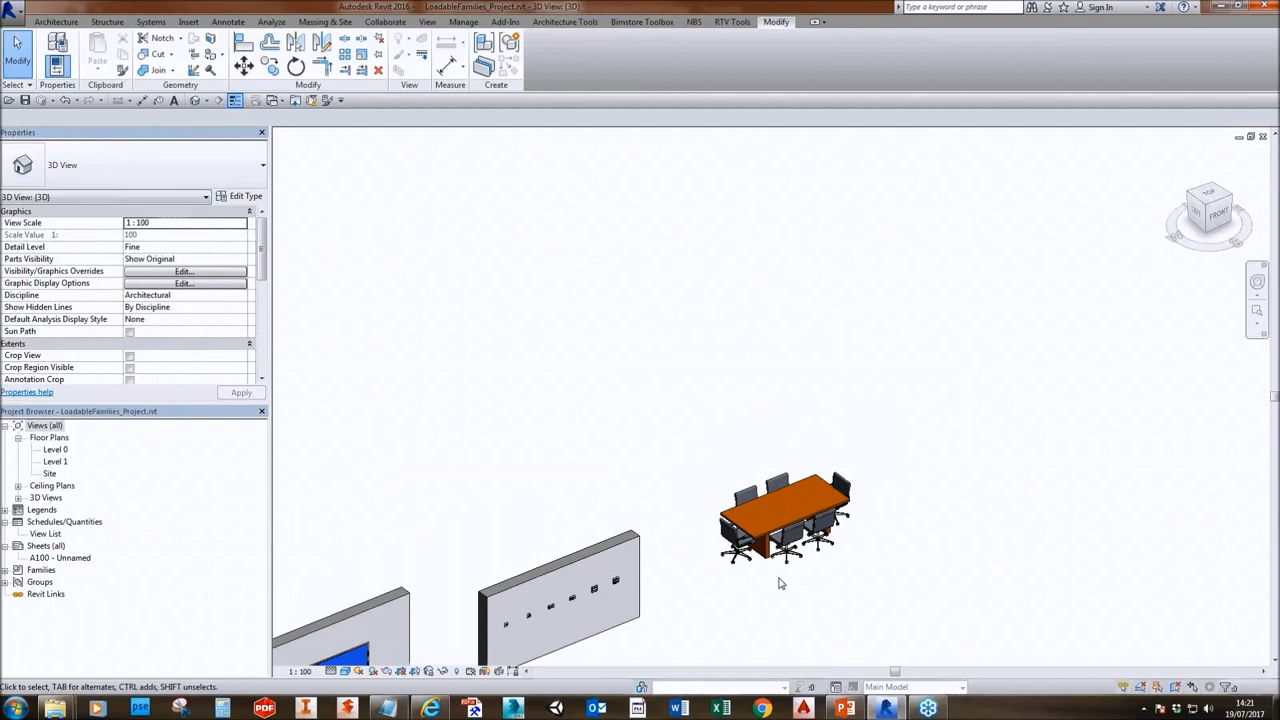 Autodesk Revit 2016 - LoadableFamilies_Project.rvt - 3D View: {3D}
Type a keyword or phrase
Sign In
Architecture Structure Systems Insert Annotate Analyze Massing & Site Collaborate View Manage Add-Ins Architecture Tools Bimstore Toolbox NBS RTV Tools Modify
Modify
Paste
Notch
Cut
Join
Select Properties Clipboard Geometry Modify View Measure Create
Properties
3D View
3D View: {3D}
Edit Type
Graphics
View Scale 1 : 100
Scale Value 1: 100
Detail Level Fine
Parts Visibility Show Original
Visibility/Graphics Overrides Edit...
Graphic Display Options Edit...
Discipline Architectural
Show Hidden Lines By Discipline
Default Analysis Display Style None
Sun Path
Extents
Crop View
Crop Region Visible
Annotation Crop
Properties help
Apply
Project Browser - LoadableFamilies_Project.rvt
Views (all)
Floor Plans
Level 0
Level 1
Site
Ceiling Plans
3D Views
Legends
Schedules/Quantities
View List
Sheets (all)
A100 - Unnamed
Families
Groups
Revit Links
TOP
LEFT
FRONT
1 : 100
Click to select, TAB for alternates, CTRL adds, SHIFT unselects.
:0
Main Model
:0
pse
PDF
14:21
19/07/2017